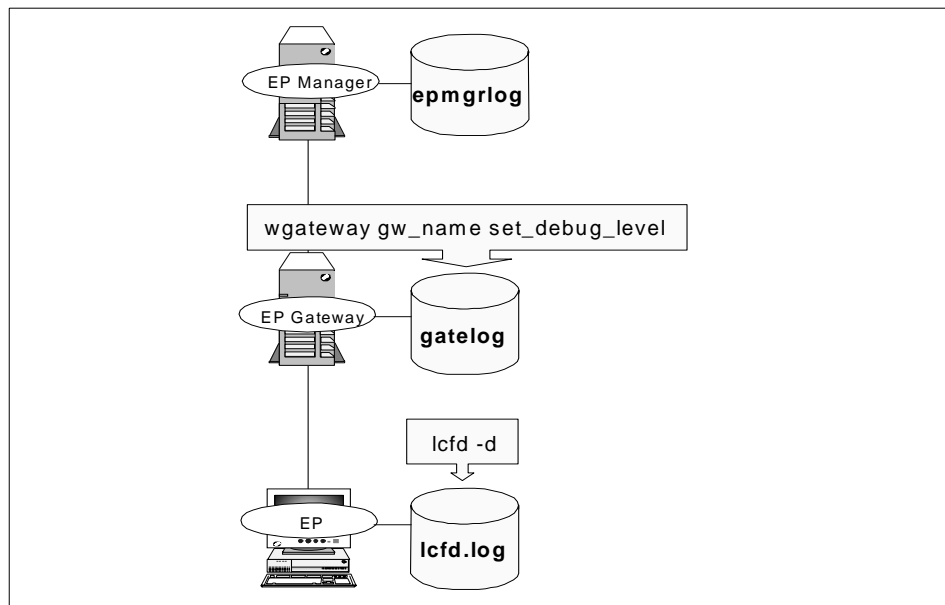 EP Manager
epmgrlog
wgateway gw_name set_debug_level
EP Gateway
gatelog
lcfd -d
EP
lcfd.log